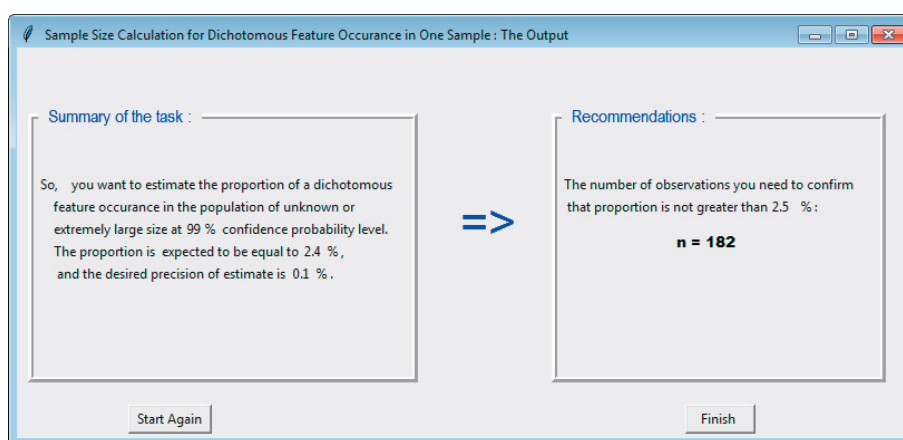 Sample Size Calculation for Dichotomous Feature Occurance in One Sample : The Output
Summary of the task :
So, you want to estimate the proportion of a dichotomous
feature occurance in the population of unknown or
extremely large size at 99 % confidence probability level.
The proportion is expected to be equal to 2.4 %,
and the desired precision of estimate is 0.1 %.
=>
Recommendations :
The number of observations you need to confirm
that proportion is not greater than 2.5 % :
n = 182
Start Again
Finish